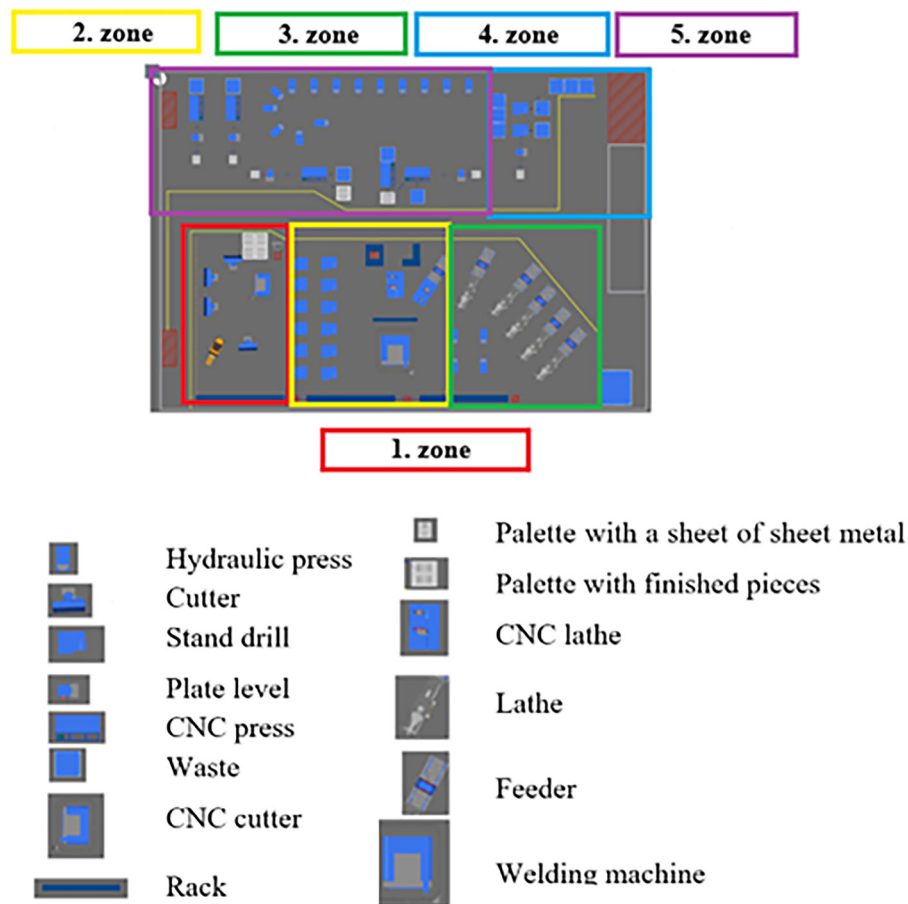 2. zone
3. zone
4. zone
5. zone
1. zone
Hydraulic press
Cutter
Stand drill
Plate level
CNC press
Waste
CNC cutter
Rack
Palette with a sheet of sheet metal
Palette with finished pieces
CNC lathe
Lathe
Feeder
Welding machine